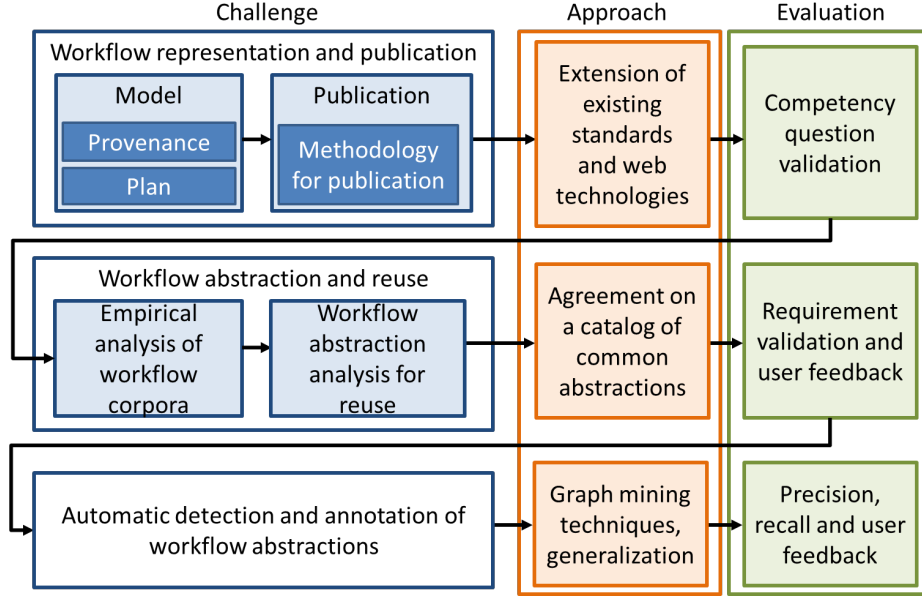 Challenge
Approach
Evaluation
Workflow representation and publication
Model
Provenance
Plan
Publication
Methodology
for publication
Extension of
existing
standards
and web
technologies
Competency
question
validation
Workflow abstraction and reuse
Empirical
analysis of
workflow
corpora
Workflow
abstraction
analysis for
reuse
Agreement on
a catalog of
common
abstractions
Requirement
validation and
user feedback
Automatic detection and annotation of
workflow abstractions
Graph mining
techniques,
generalization
Precision,
recall and user
feedback